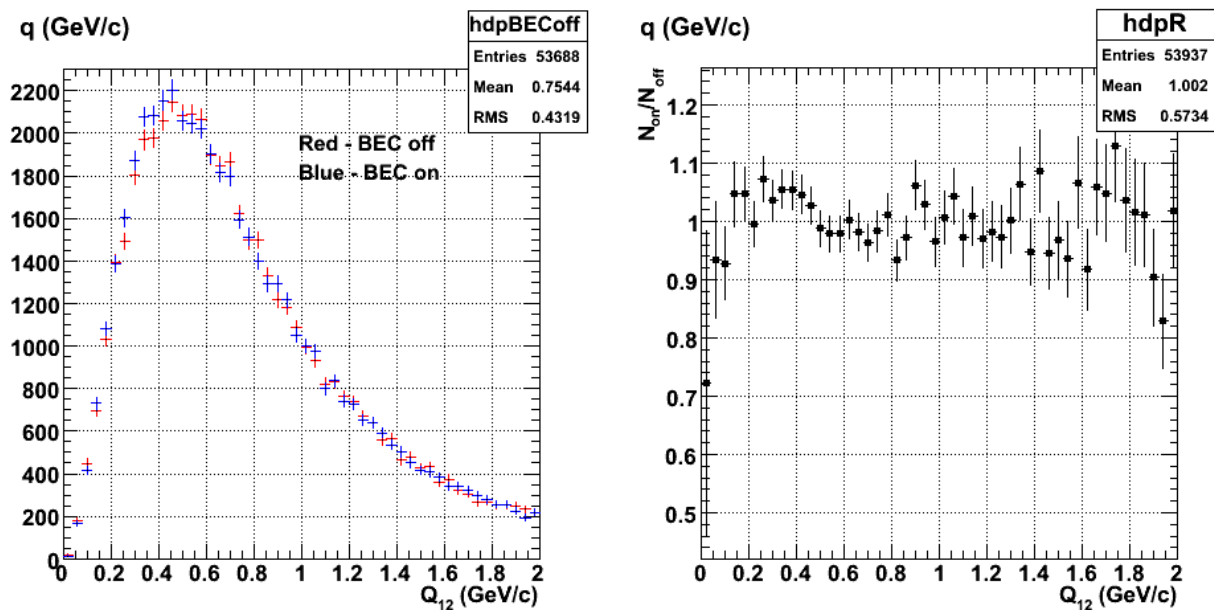 q (GeV/c)
hdpBECoff
Entries 53688
Mean 0.7544
RMS 0.4319
2200
2000
1800
1600
1400
1200
1000
800
600
400
200
0
Red - BEC off
Blue - BEC on
0 0.2 0.4 0.6 0.8 1 1.2 1.4 1.6 1.8 2
Q12 (GeV/c)
q (GeV/c)
hdpR
Entries 53937
Mean 1.002
RMS 0.5734
Non/Noff
1.2
1.1
1
0.9
0.8
0.7
0.6
0.5
0 0.2 0.4 0.6 0.8 1 1.2 1.4 1.6 1.8 2
Q12 (GeV/c)